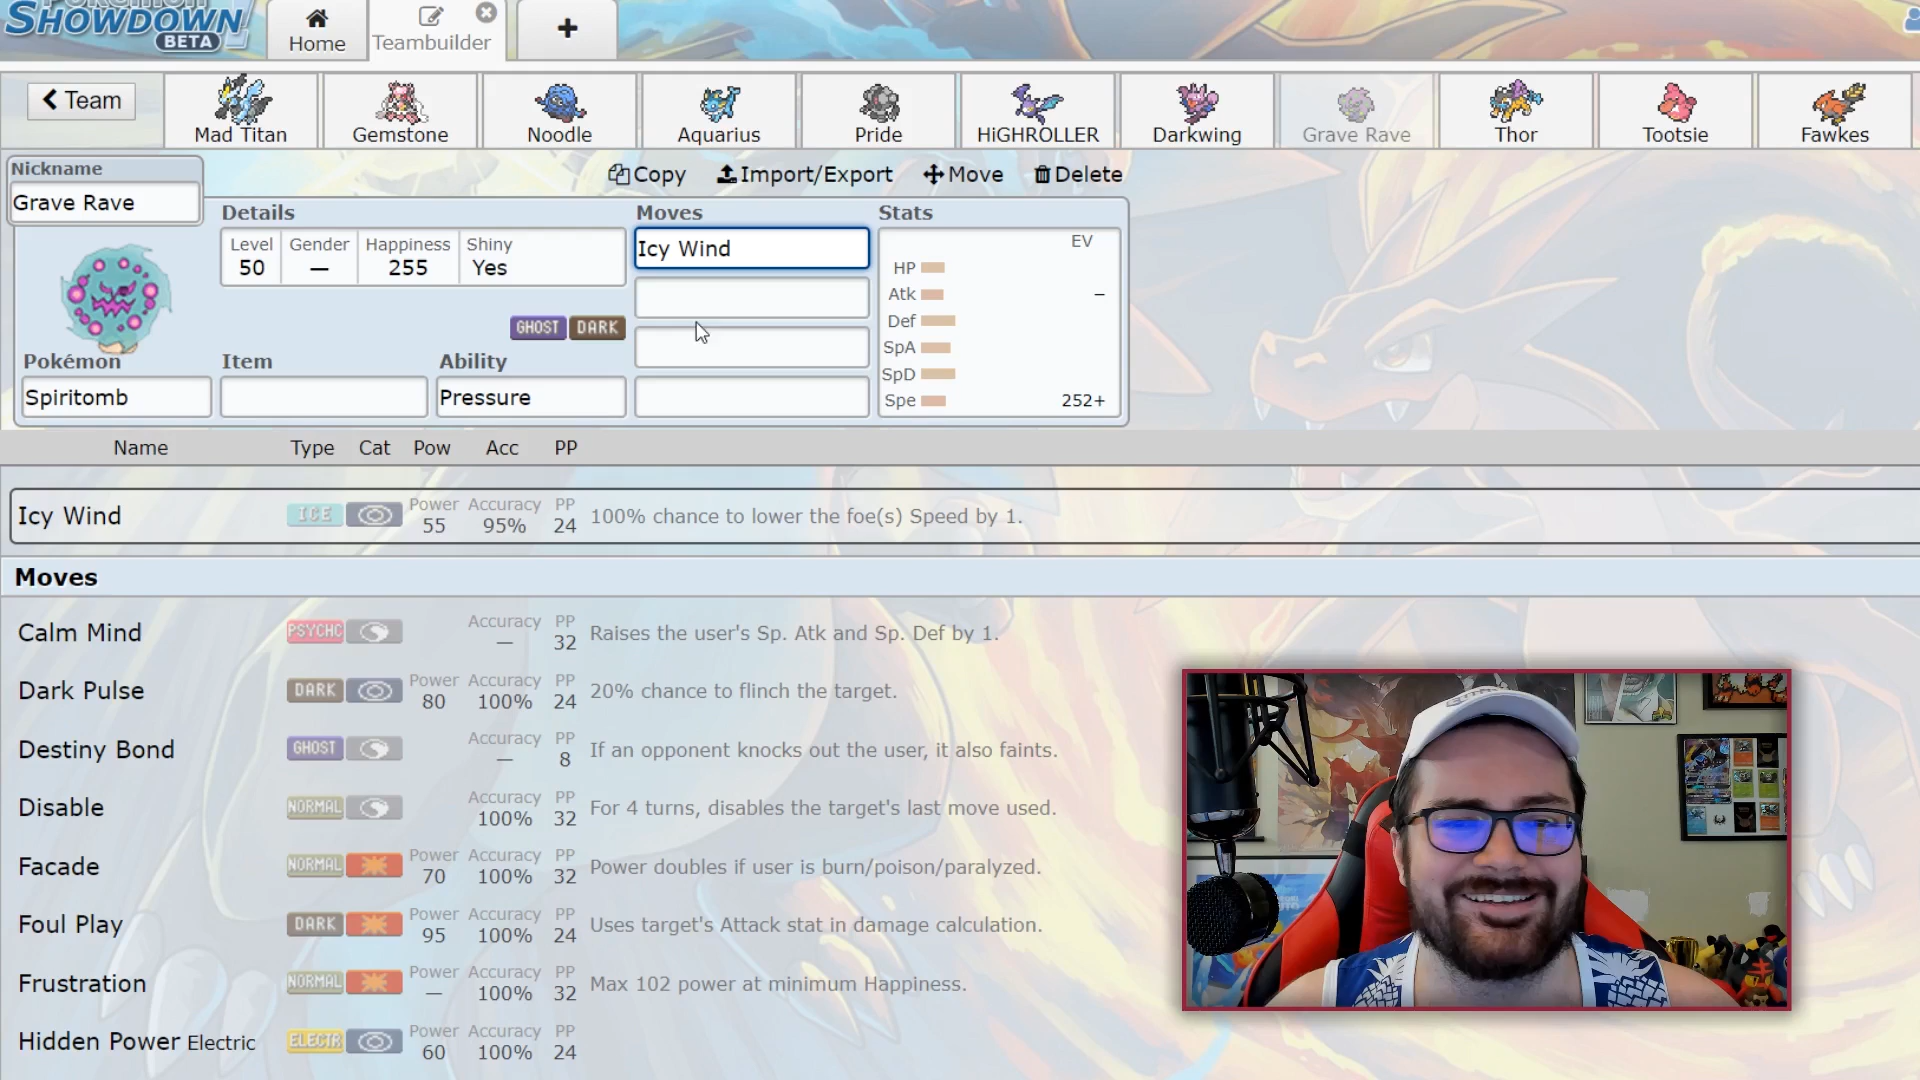 SHOWDOWN
BETA
Home
Teambuilder
Team
Mad Titan
Gemstone
Noodle
Aquarius
Pride
HiGHROLLER
Darkwing
Grave Rave
Thor
Tootsie
Fawkes
Nickname
Grave Rave
Copy
Import/Export
Move
Delete
Details
Level
50
Gender
—
Happiness
255
Shiny
Yes
GHOST DARK
Pokémon
Spiritomb
Item
Ability
Pressure
Moves
Icy Wind
Stats
EV
HP
Atk –
Def
SpA
SpD
Spe 252+
Name Type Cat Pow Acc PP
Icy Wind ICE Power 55 Accuracy 95% PP 24 100% chance to lower the foe(s) Speed by 1.
Moves
Calm Mind PSYCHC Accuracy — PP 32 Raises the user's Sp. Atk and Sp. Def by 1.
Dark Pulse DARK Power 80 Accuracy 100% PP 24 20% chance to flinch the target.
Destiny Bond GHOST Accuracy — PP 8 If an opponent knocks out the user, it also faints.
Disable NORMAL Accuracy 100% PP 32 For 4 turns, disables the target's last move used.
Facade NORMAL Power 70 Accuracy 100% PP 32 Power doubles if user is burn/poison/paralyzed.
Foul Play DARK Power 95 Accuracy 100% PP 24 Uses target's Attack stat in damage calculation.
Frustration NORMAL Power — Accuracy 100% PP 32 Max 102 power at minimum Happiness.
Hidden Power Electric ELECTR Power 60 Accuracy 100% PP 24